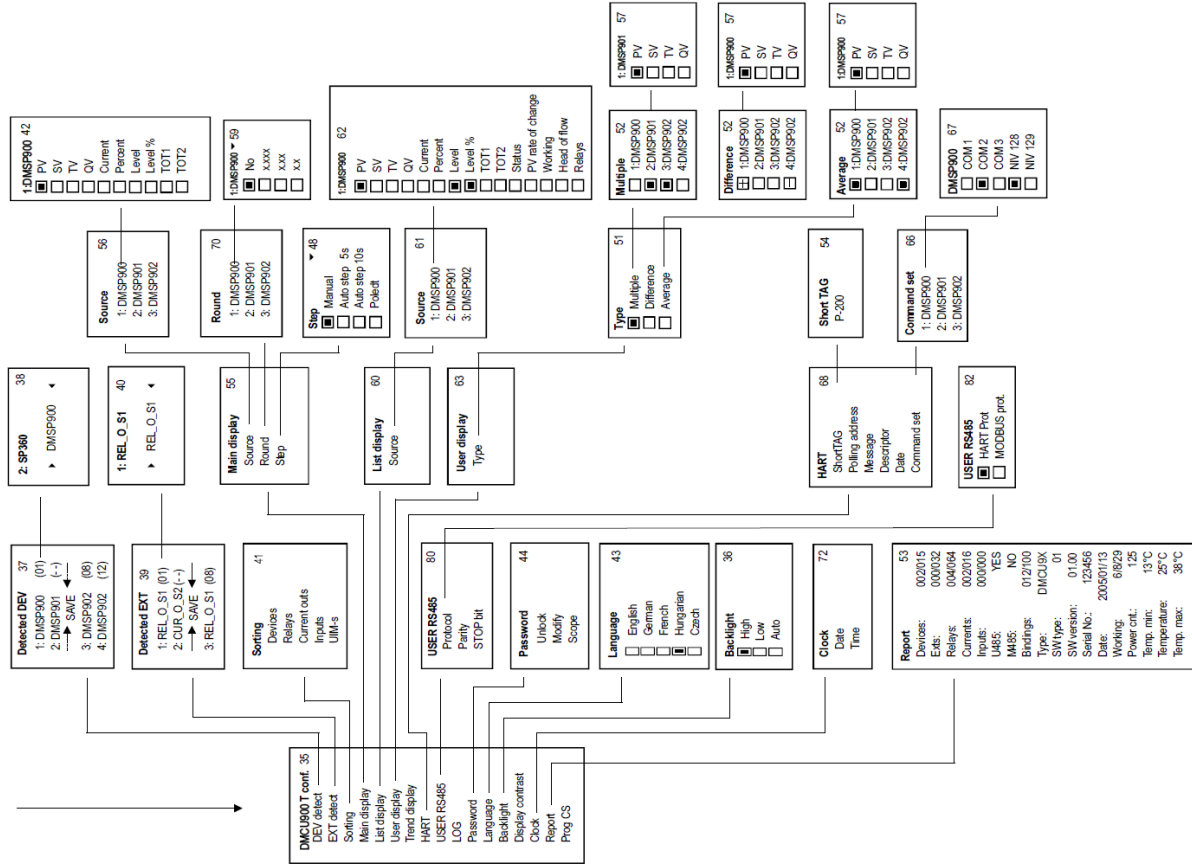 DMCU900 T conf. 35
DEV detect
EXT detect
Sorting
Main display
List display
User display
Trend display
HART
USER RS485
LOG
Password
Language
Backlight
Display contrast
Clock
Report
Prog CS
Detected DEV 37
1: DMSP900 (01)
2: DMSP901 (--)
SAVE
3: DMSP902 (08)
4: DMSP902 (12)
Detected EXT 39
1: REL_O_S1 (01)
2: CUR_O_S2 (--)
SAVE
3: REL_O_S1 (08)
Sorting 41
Devices
Relays
Current outs
Inputs
UIM-s
USER RS485 80
Protocol
Parity
STOP bit
Password 44
Unlock
Modify
Scope
Language 43
English
German
French
Hungarian
Czech
Backlight 36
High
Low
Auto
Clock 72
Date
Time
Report 53
Devices: 002/015
Exts: 000/032
Relays: 004/064
Currents: 002/016
Inputs: 000/000
U485: YES
M485: NO
Bindings: 012/100
Type: DMCU9X
SW type: 01
SW version: 01.00
Serial No.: 123456
Date: 2005/01/13
Working: 6/8/29
Power cnt.: 125
Temp. min: 13°C
Temperature: 25°C
Temp. max: 38°C
2: SP360 38
DMSP900
1: REL_O_S1 40
REL_O_S1
Main display 55
Source
Round
Step
List display 60
Source
User display 63
Type
HART 68
ShortTAG
Polling address
Message
Descriptor
Date
Command set
USER RS485 82
HART Prot
MODBUS prot.
Source 56
1: DMSP900
2: DMSP901
3: DMSP902
Round 70
1: DMSP900
2: DMSP901
3: DMSP902
Step 48
Manual
Auto step 5s
Auto step 10s
Poledt
Source 61
1: DMSP900
2: DMSP901
3: DMSP902
Type 51
Multiple
Difference
Average
Short TAG 54
P-200
Command set 66
1: DMSP900
2: DMSP901
3: DMSP902
1:DMSP900 42
PV
SV
TV
QV
Current
Percent
Level
Level %
TOT1
TOT2
1:DMSP900 59
No
x.xxx
x.xx
x.x
1:DMSP900 62
PV
SV
TV
QV
Current
Percent
Level
Level %
TOT1
TOT2
Status
PV rate of change
Working
Head of flow
Relays
Multiple 52
1:DMSP900
2:DMSP901
3:DMSP902
4:DMSP902
Difference 52
1:DMSP900
2:DMSP901
3:DMSP902
4:DMSP902
Average 52
1:DMSP900
2:DMSP901
3:DMSP902
4:DMSP902
DMSP900 67
COM1
COM2
COM3
NIV 128
NIV 129
1: DMSP901 57
PV
SV
TV
QV
1:DMSP900 57
PV
SV
TV
QV
1:DMSP900 57
PV
SV
TV
QV